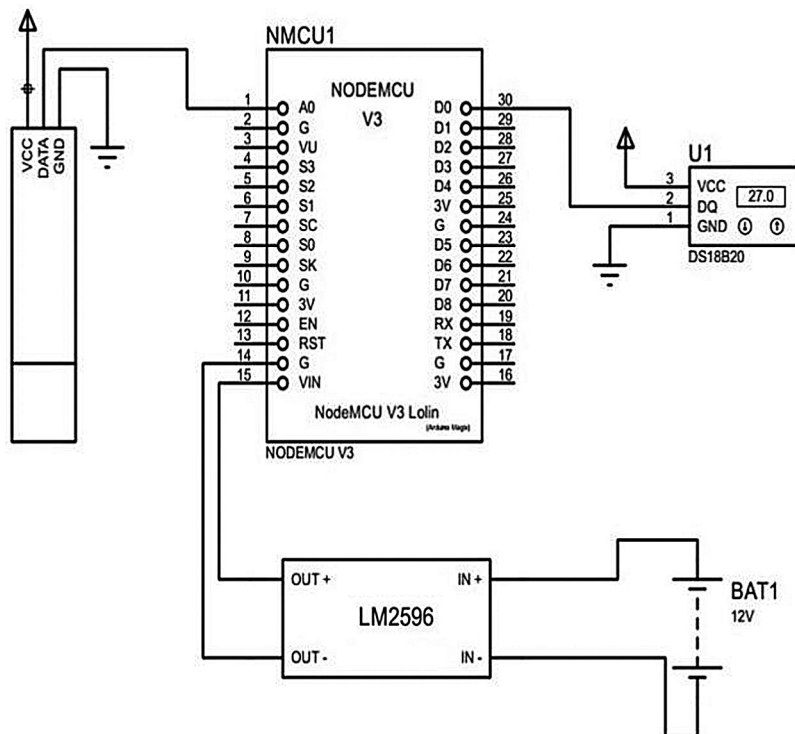 NMCU1
NODEMCU
V3
VCC
DATA
GND
1 A0
2 G
3 VU
4 S3
5 S2
6 S1
7 SC
8 S0
9 SK
10 G
11 3V
12 EN
13 RST
14 G
15 VIN
D0 30
D1 29
D2 28
D3 27
D4 26
3V 25
G 24
D5 23
D6 22
D7 21
D8 20
RX 19
TX 18
G 17
3V 16
NodeMCU V3 Lolin
(Arduino Magix)
NODEMCU V3
U1
3 VCC
2 DQ
1 GND
27.0
DS18B20
OUT + IN +
LM2596
OUT - IN -
BAT1
12V